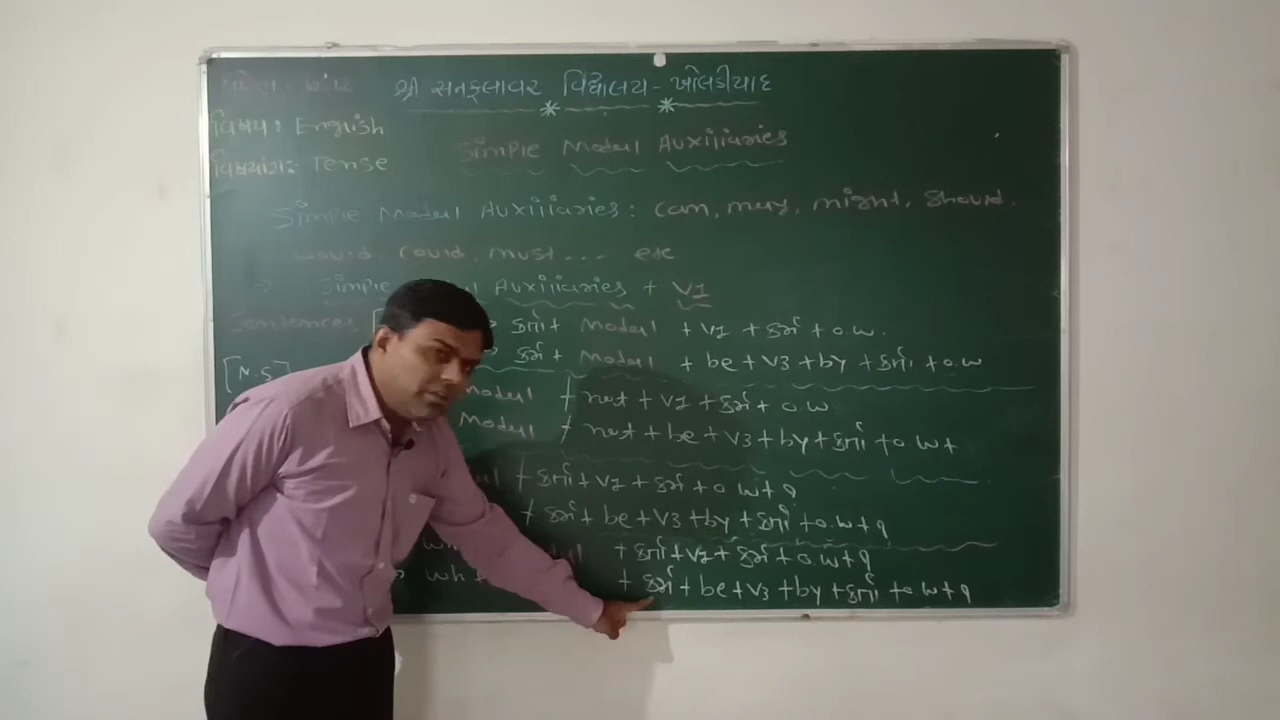 શ્રી સનફલાવર વિદ્યાલય - ખોલડીયાદ
વિષય: English
Simple Modal Auxiliaries
વિષયાંગ: Tense
Simple Modal Auxiliaries: can, may, might, should.
could, must... etc
→ Simple Auxiliaries + V1
Sentences [ → કર્તા + Modal + V1 + કર્મ + o.w.
→ કર્મ + Modal + be + V3 + by + કર્તા + o.w
[N.S]
Modal + not + V1 + કર્મ + o.w
Modal + not + be + V3 + by + કર્તા + o.w +
+ કર્તા + V1 + કર્મ + o.w + ?
+ કર્મ + be + V3 + by + કર્તા + o.w + ?
wh + કર્તા + V1 + કર્મ + o.w + ?
wh + + કર્મ + be + V3 + by + કર્તા + o.w + ?